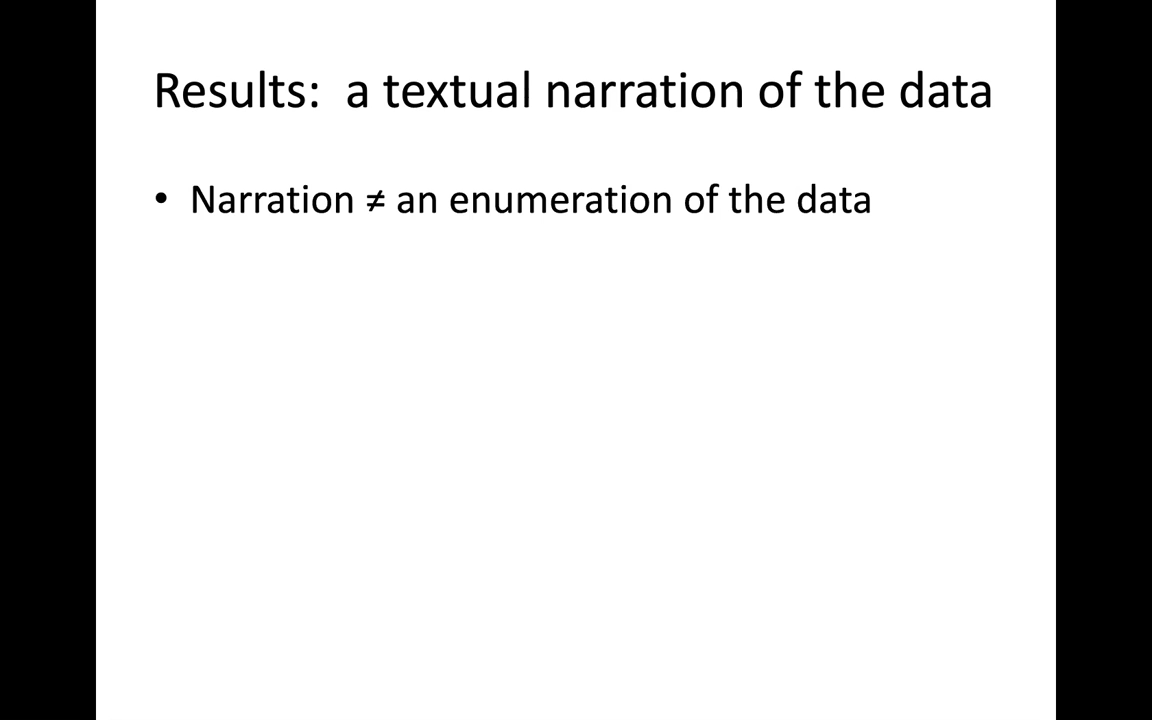 Results:  a textual narration of the data
• Narration ≠ an enumeration of the data